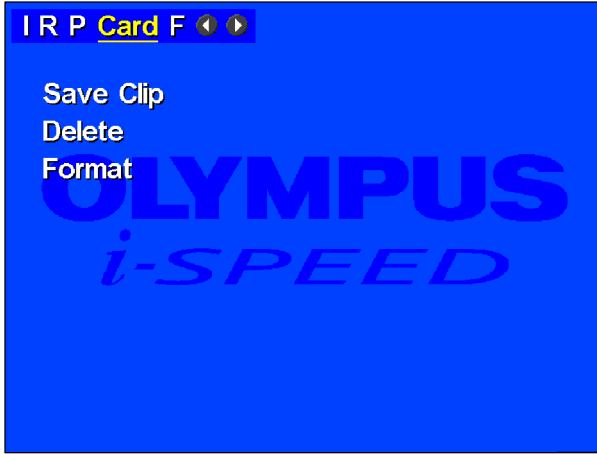 I R P Card F
Save Clip
Delete
Format
OLYMPUS
i-SPEED